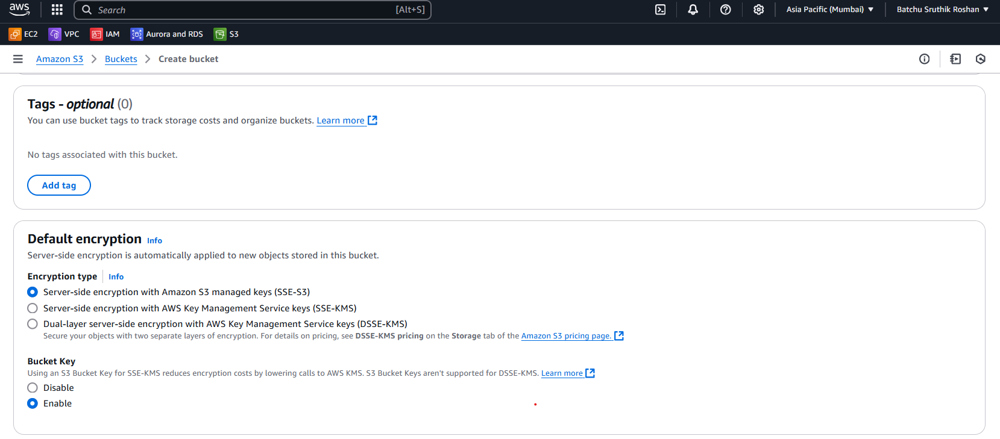 aws
Search [Alt+S] Asia Pacific (Mumbai) Batchu Sruthik Roshan
EC2 VPC IAM Aurora and RDS S3
Amazon S3 Buckets Create bucket
Tags - optional (0)
You can use bucket tags to track storage costs and organize buckets. Learn more
No tags associated with this bucket.
Add tag
Default encryption Info
Server-side encryption is automatically applied to new objects stored in this bucket.
Encryption type Info
Server-side encryption with Amazon S3 managed keys (SSE-S3)
Server-side encryption with AWS Key Management Service keys (SSE-KMS)
Dual-layer server-side encryption with AWS Key Management Service keys (DSSE-KMS)
Secure your objects with two separate layers of encryption. For details on pricing, see DSSE-KMS pricing on the Storage tab of the Amazon S3 pricing page.
Bucket Key
Using an S3 Bucket Key for SSE-KMS reduces encryption costs by lowering calls to AWS KMS. S3 Bucket Keys aren't supported for DSSE-KMS. Learn more
Disable
Enable